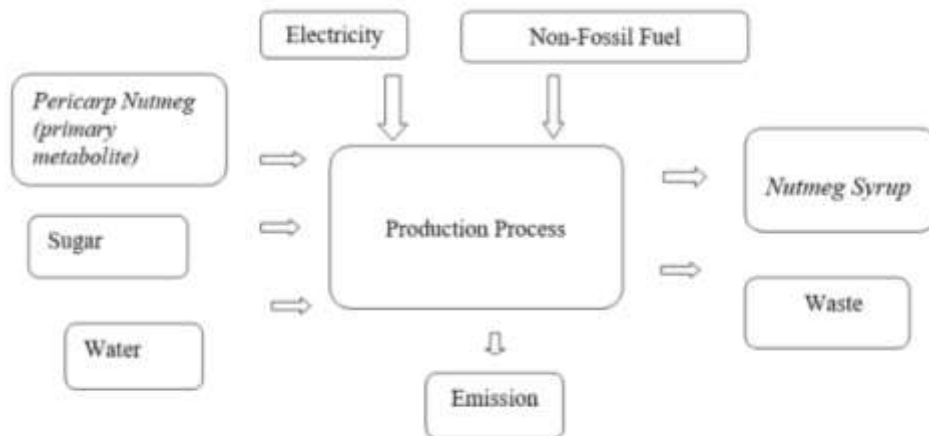 Electricity
Non-Fossil Fuel
Pericarp Nutmeg
(primary
metabolite)
Sugar
Water
Production Process
Nutmeg Syrup
Waste
Emission